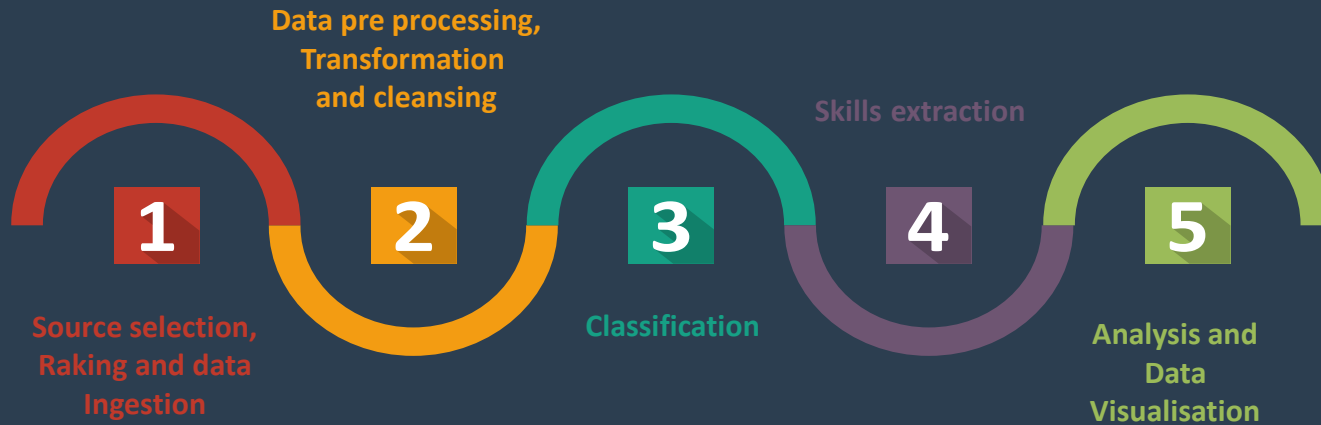 1
Source selection,
Raking and data
Ingestion
Data pre processing,
Transformation
and cleansing
2
3
Classification
Skills extraction
4
5
Analysis and
Data
Visualisation